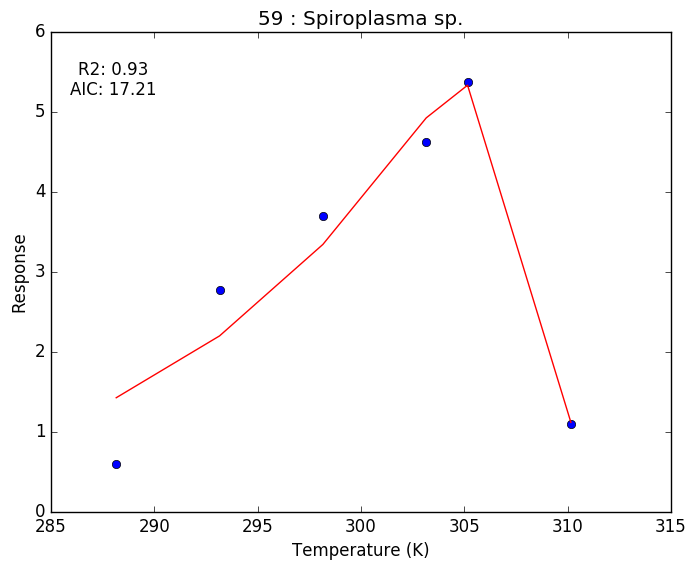 59 : Spiroplasma sp.
R2: 0.93
AIC: 17.21
6
5
4
3
2
1
0
Response
285 290 295 300 305 310 315
Temperature (K)